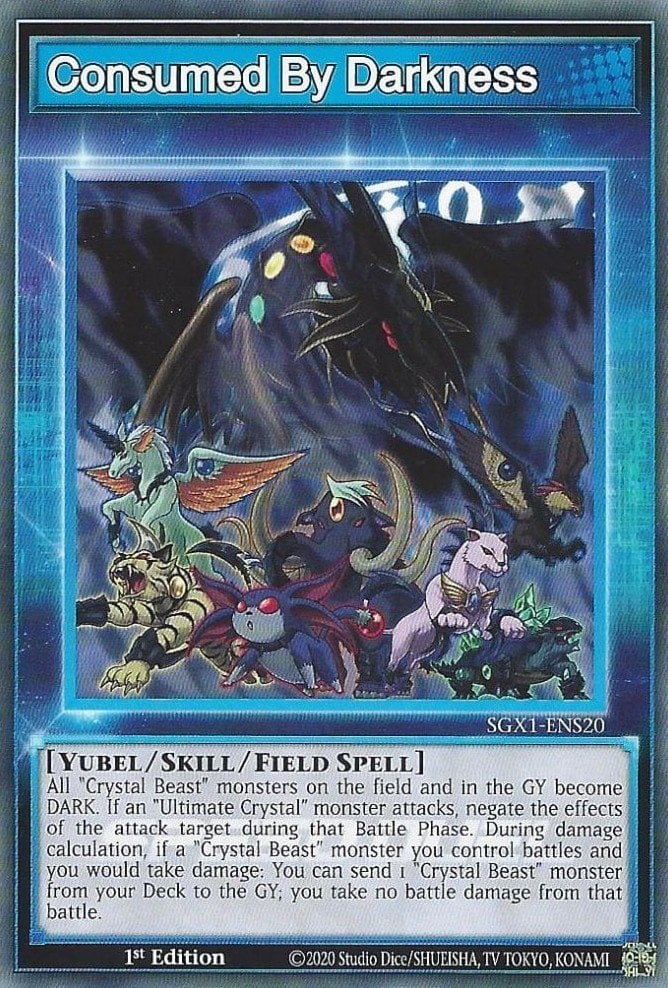 Consumed By Darkness
SGX1-ENS20
[YUBEL/SKILL/FIELD SPELL]
All "Crystal Beast" monsters on the field and in the GY become
DARK. If an "Ultimate Crystal" monster attacks, negate the effects
of the attack target during that Battle Phase. During damage
calculation, if a "Crystal Beast" monster you control battles and
you would take damage: You can send 1 "Crystal Beast" monster
from your Deck to the GY; you take no battle damage from that
battle.
1st Edition
©2020 Studio Dice/SHUEISHA, TV TOKYO, KONAMI